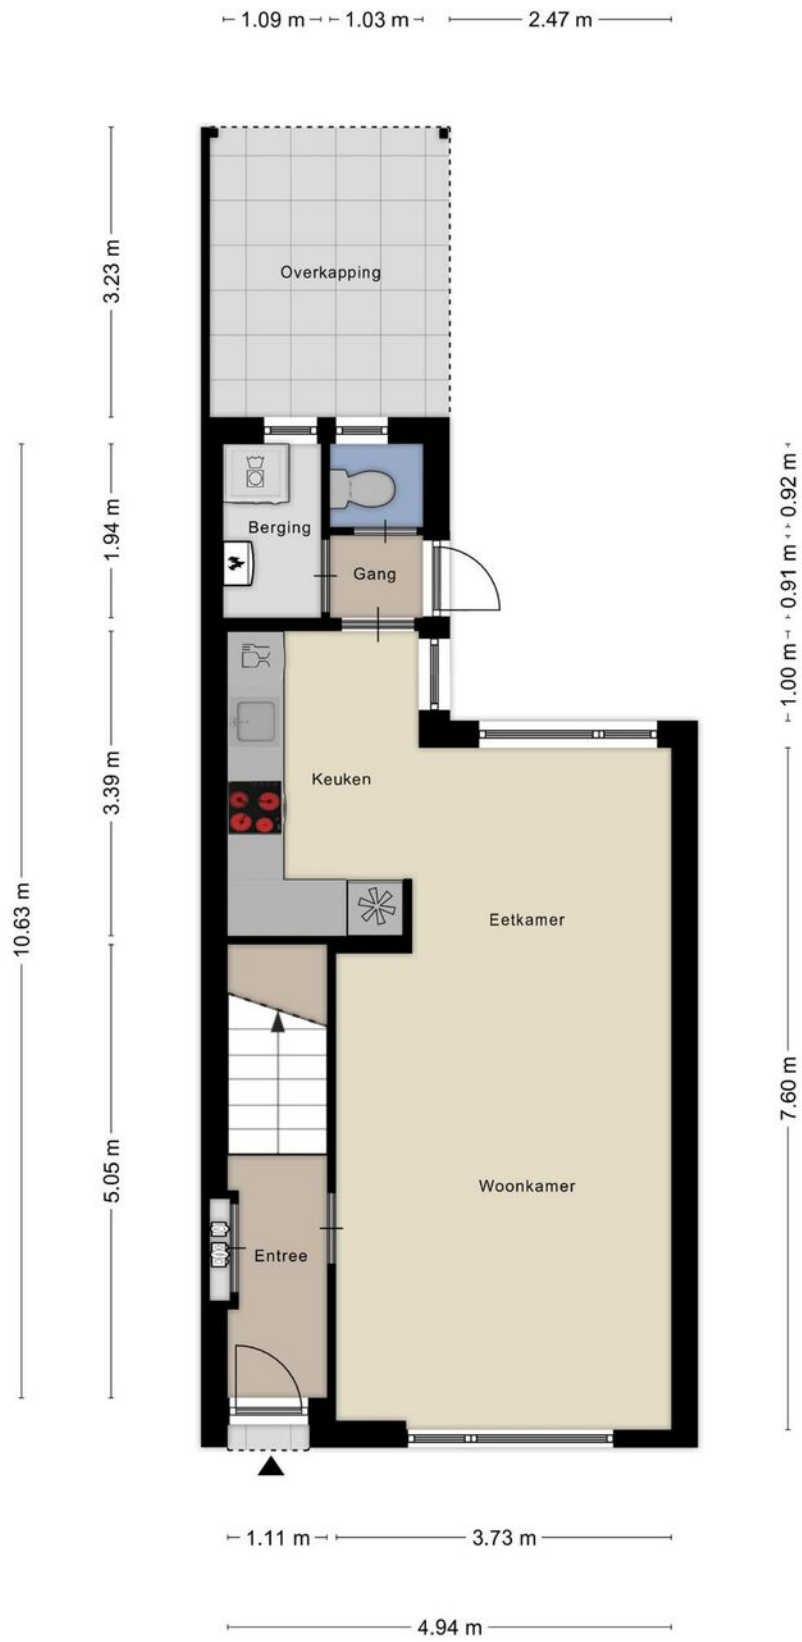 1.09 m
1.03 m
2.47 m
Overkapping
3.23 m
Berging
Gang
1.94 m
0.92 m
0.91 m
1.00 m
Keuken
3.39 m
Eetkamer
10.63 m
7.60 m
Woonkamer
5.05 m
Entree
1.11 m
3.73 m
4.94 m